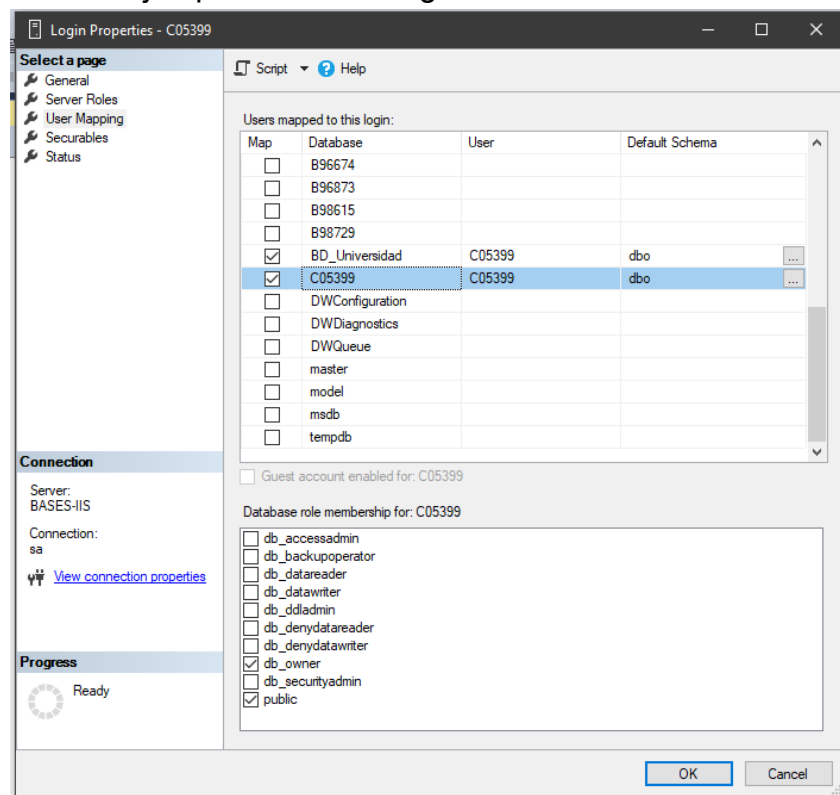 Login Properties - C05399
Select a page
General
Server Roles
User Mapping
Securables
Status
Script Help
Users mapped to this login:
Map Database User Default Schema
B96674
B96873
B98615
B98729
BD_Universidad C05399 dbo ...
C05399 C05399 dbo ...
DWConfiguration
DWDiagnostics
DWQueue
master
model
msdb
tempdb
Guest account enabled for: C05399
Database role membership for: C05399
db_accessadmin
db_backupoperator
db_datareader
db_datawriter
db_ddladmin
db_denydatareader
db_denydatawriter
db_owner
db_securityadmin
public
Connection
Server:
BASES-IIS
Connection:
sa
View connection properties
Progress
Ready
OK Cancel